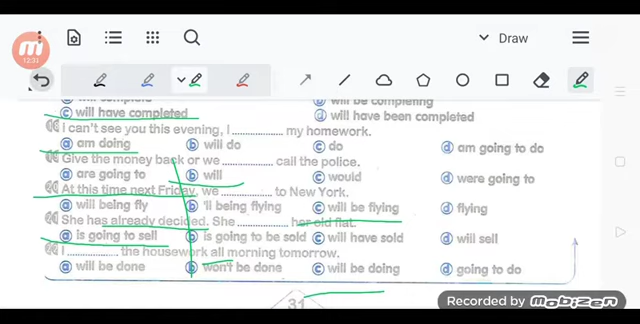 Draw
12:31
will complete will be completing
ⓒ will have completed ⓓ will have been completed
I can't see you this evening, I ............ my homework.
ⓐ am doing ⓑ will do ⓒ do ⓓ am going to do
Give the money back or we ............ call the police.
ⓐ are going to ⓑ will ⓒ would ⓓ were going to
At this time next Friday, we ............ to New York.
ⓐ will being fly ⓑ 'll being flying ⓒ will be flying ⓓ flying
She has already decided. She ............ her old flat.
ⓐ is going to sell ⓑ is going to be sold ⓒ will have sold ⓓ will sell
I ............ the housework all morning tomorrow.
ⓐ will be done ⓑ won't be done ⓒ will be doing ⓓ going to do
31
Recorded by MobiZen